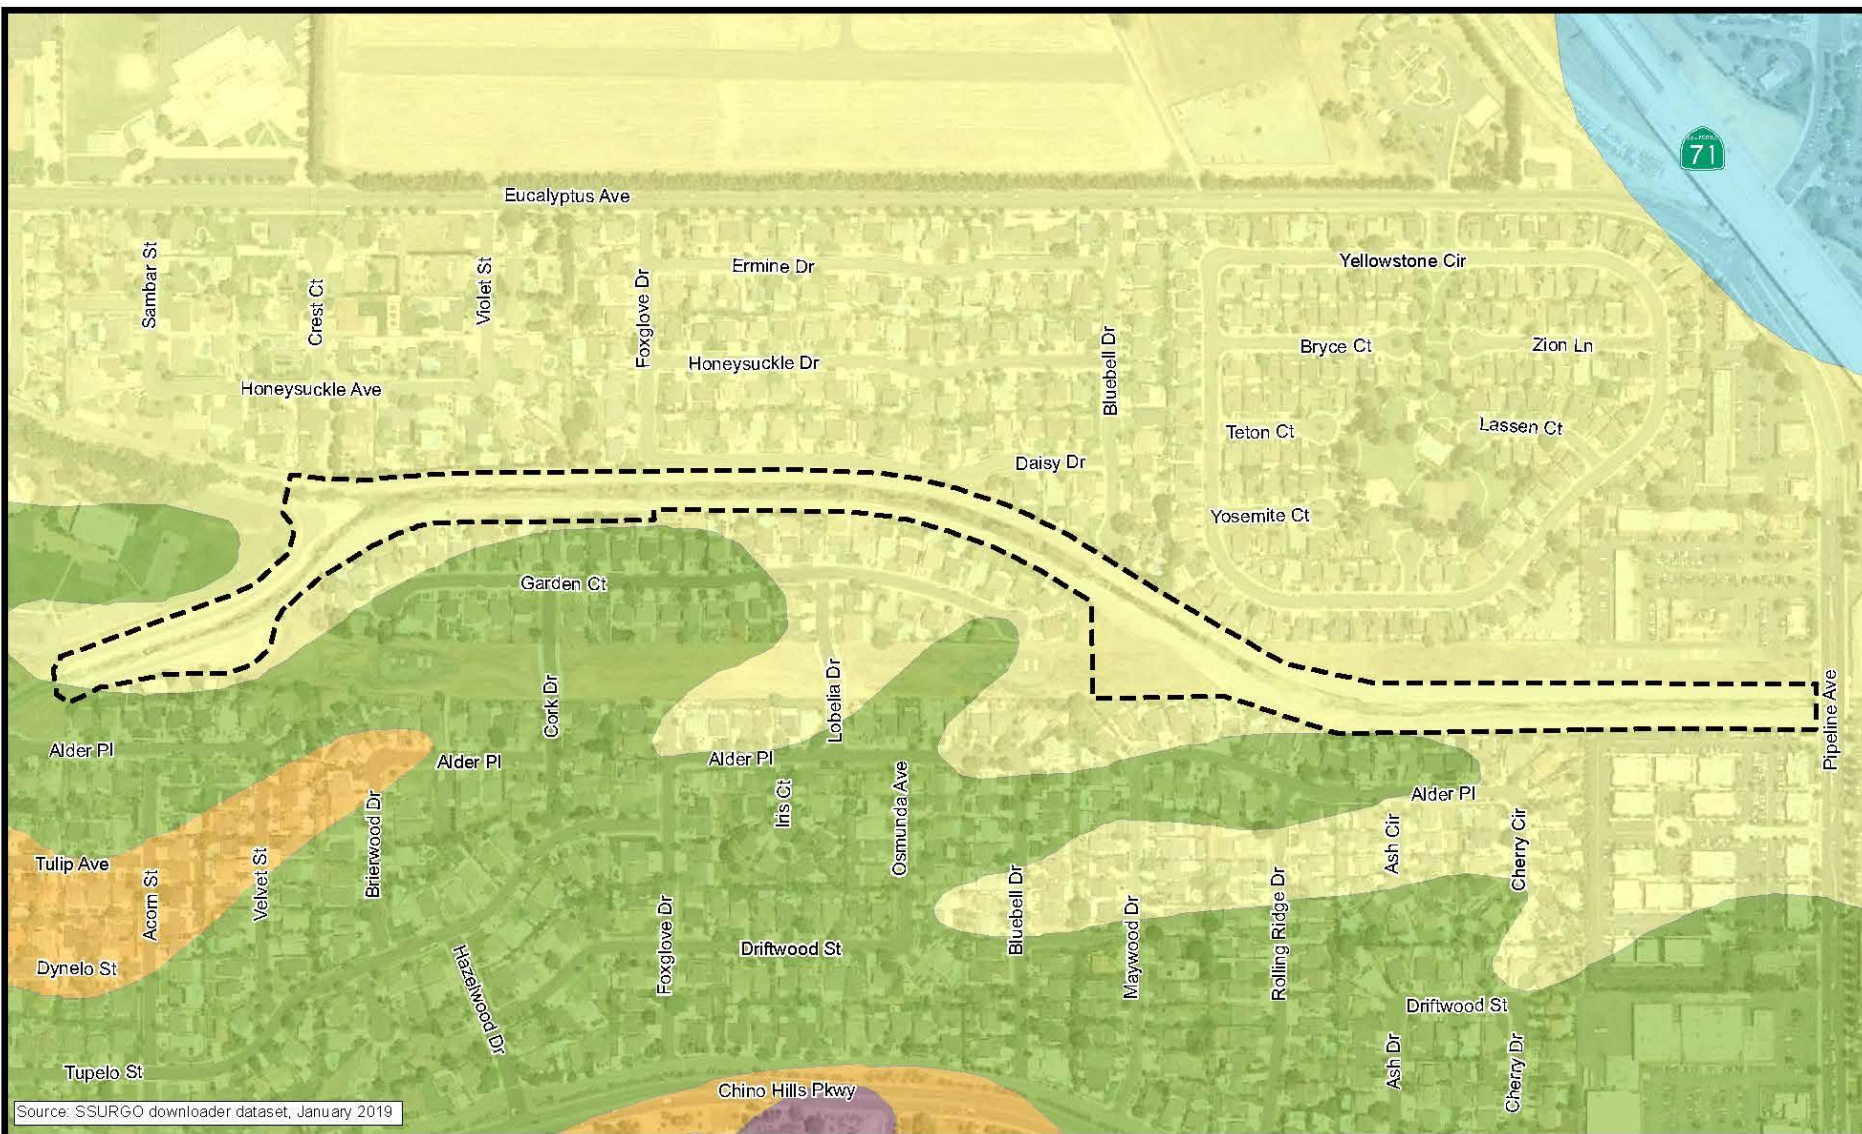 71
Eucalyptus Ave
Sambar St
Crest Ct
Violet St
Foxglove Dr
Ermine Dr
Yellowstone Cir
Honeysuckle Ave
Honeysuckle Dr
Bluebell Dr
Bryce Ct
Zion Ln
Teton Ct
Lassen Ct
Daisy Dr
Yosemite Ct
Garden Ct
Cork Dr
Lobelia Dr
Pipeline Ave
Alder Pl
Alder Pl
Alder Pl
Alder Pl
Iris Ct
Osmunda Ave
Ash Cir
Cherry Cir
Tulip Ave
Acorn St
Velvet St
Brierwood Dr
Bluebell Dr
Foxglove Dr
Driftwood St
Maywood Dr
Rolling Ridge Dr
Dynelo St
Hazelwood Dr
Driftwood St
Ash Dr
Cherry Dr
Tupelo St
Chino Hills Pkwy
Source: SSURGO downloader dataset, January 2019